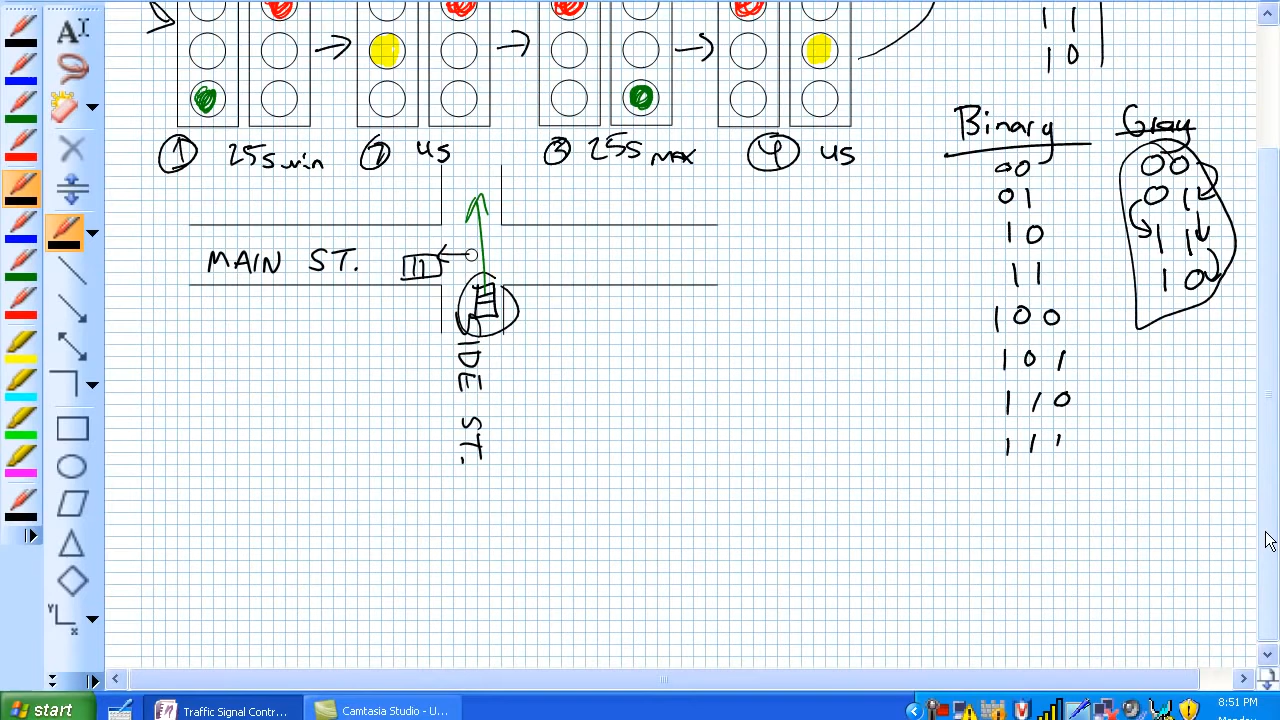 1 1
1 0
① 25s min ② 4s ③ 25s MAX ④ 4s
Binary Gray
00 00
01 01
10 11
11 10
100
101
110
111
MAIN ST.
SIDE ST.
start
Traffic Signal Contr...
Camtasia Studio - U...
8:51 PM
Monday